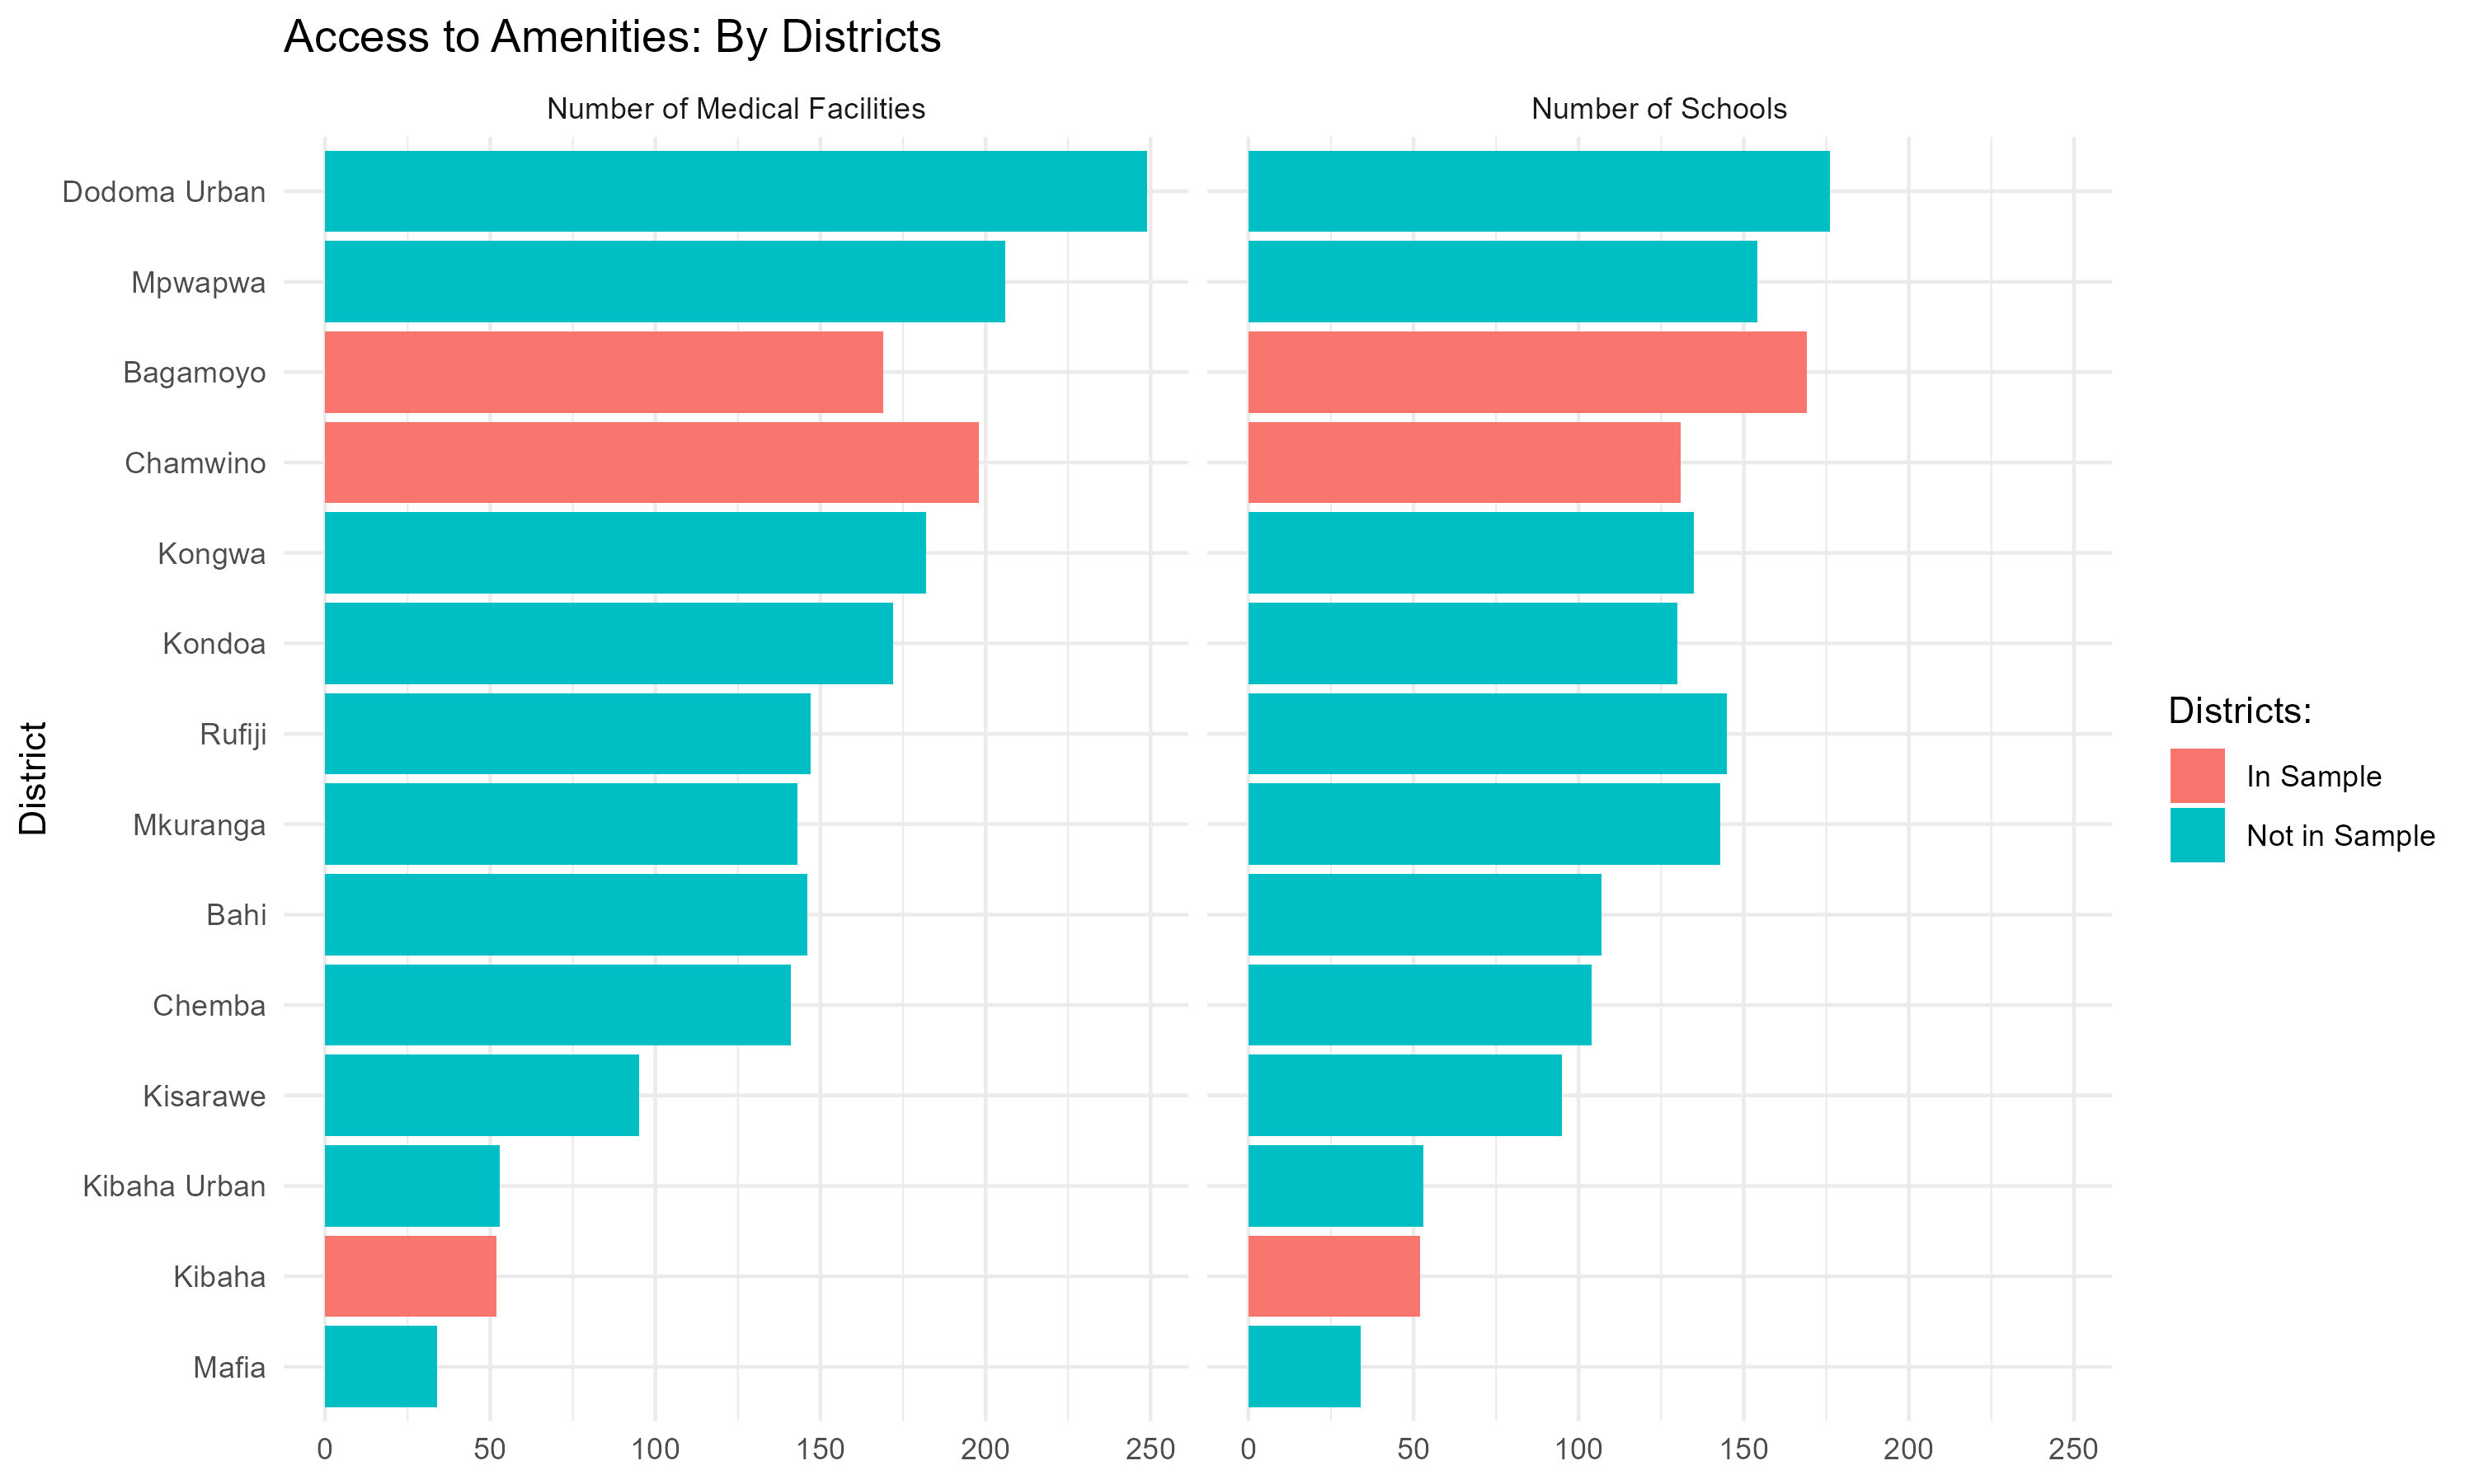 Access to Amenities: By Districts
Number of Medical Facilities
Number of Schools
District
Dodoma Urban
Mpwapwa
Bagamoyo
Chamwino
Kongwa
Kondoa
Rufiji
Mkuranga
Bahi
Chemba
Kisarawe
Kibaha Urban
Kibaha
Mafia
0 50 100 150 200 250
0 50 100 150 200 250
Districts:
In Sample
Not in Sample